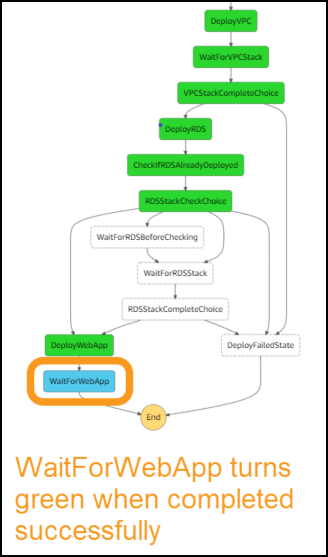 DeployVPC
WaitForVPCStack
VPCStackCompleteChoice
DeployRDS
CheckIfRDSAlreadyDeployed
RDSStackCheckChoice
WaitForRDSBeforeChecking
WaitForRDSStack
RDSStackCompleteChoice
DeployWebApp
DeployFailedState
WaitForWebApp
End
WaitForWebApp turns
green when completed
successfully